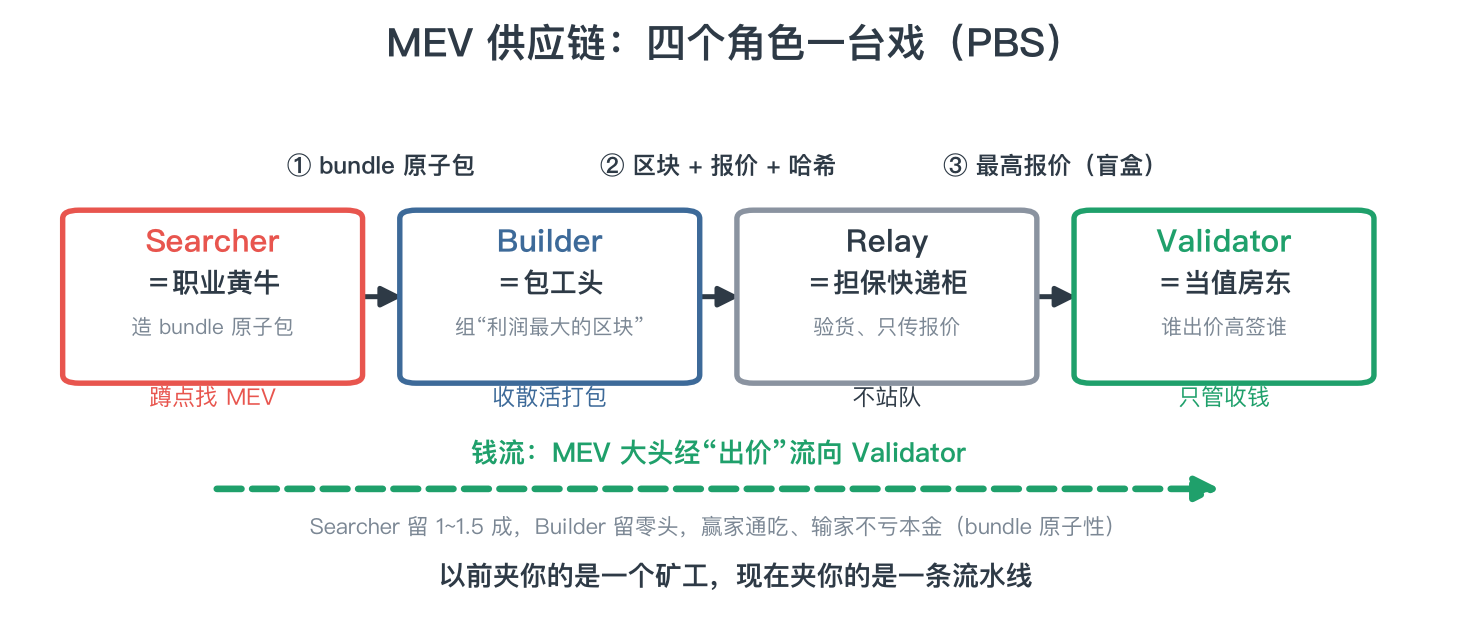 MEV 供应链：四个角色一台戏（PBS）
① bundle 原子包
② 区块 + 报价 + 哈希
③ 最高报价（盲盒）
Searcher
＝职业黄牛
造 bundle 原子包
蹲点找 MEV
Builder
＝包工头
组“利润最大的区块”
收散活打包
Relay
＝担保快递柜
验货、只传报价
不站队
Validator
＝当值房东
谁出价高签谁
只管收钱
钱流：MEV 大头经“出价”流向 Validator
Searcher 留 1~1.5 成，Builder 留零头，赢家通吃、输家不亏本金（bundle 原子性）
以前夹你的是一个矿工，现在夹你的是一条流水线